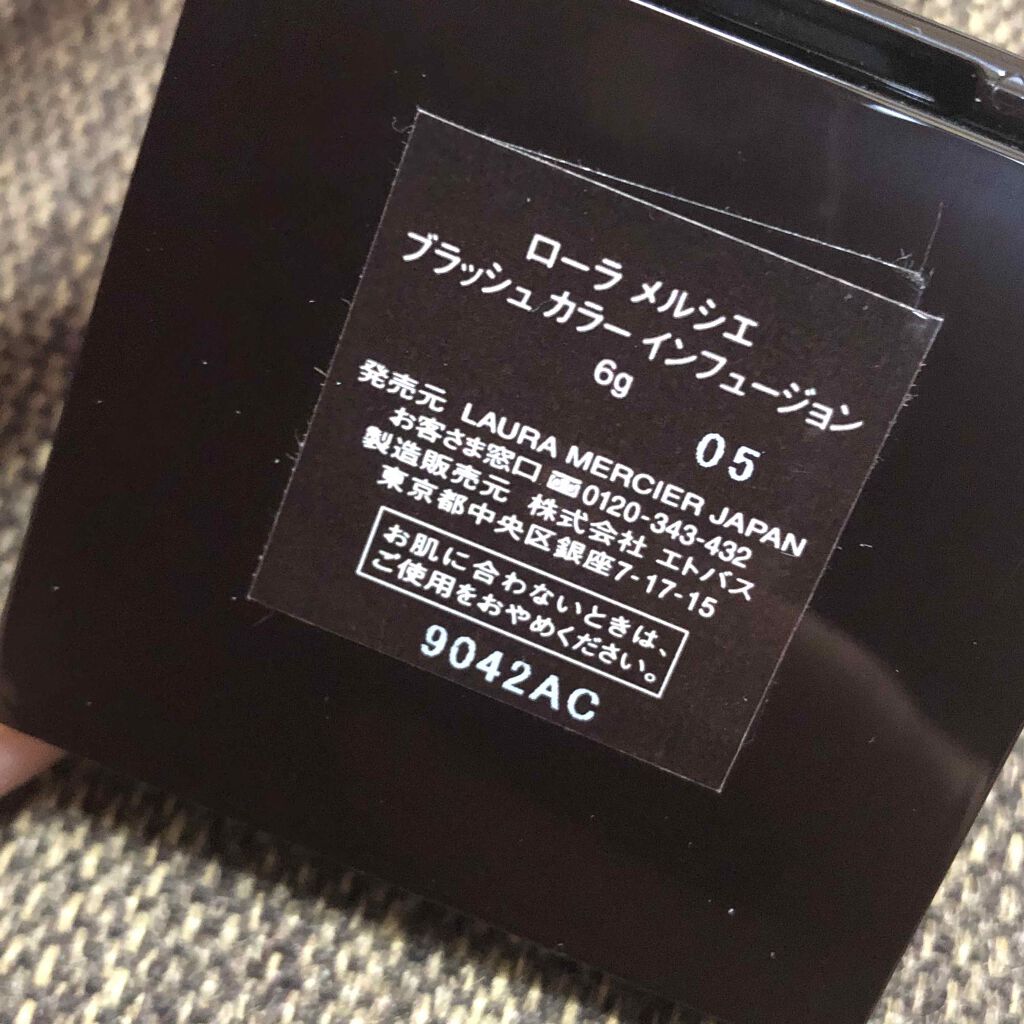 ローラ メルシエ
ブラッシュ カラー インフュージョン
6g
05
発売元 LAURA MERCIER JAPAN
お客さま窓口 0120-343-432
製造販売元 株式会社 エトバス
東京都中央区銀座7-17-15
お肌に合わないときは、
ご使用をおやめください。
9042AC